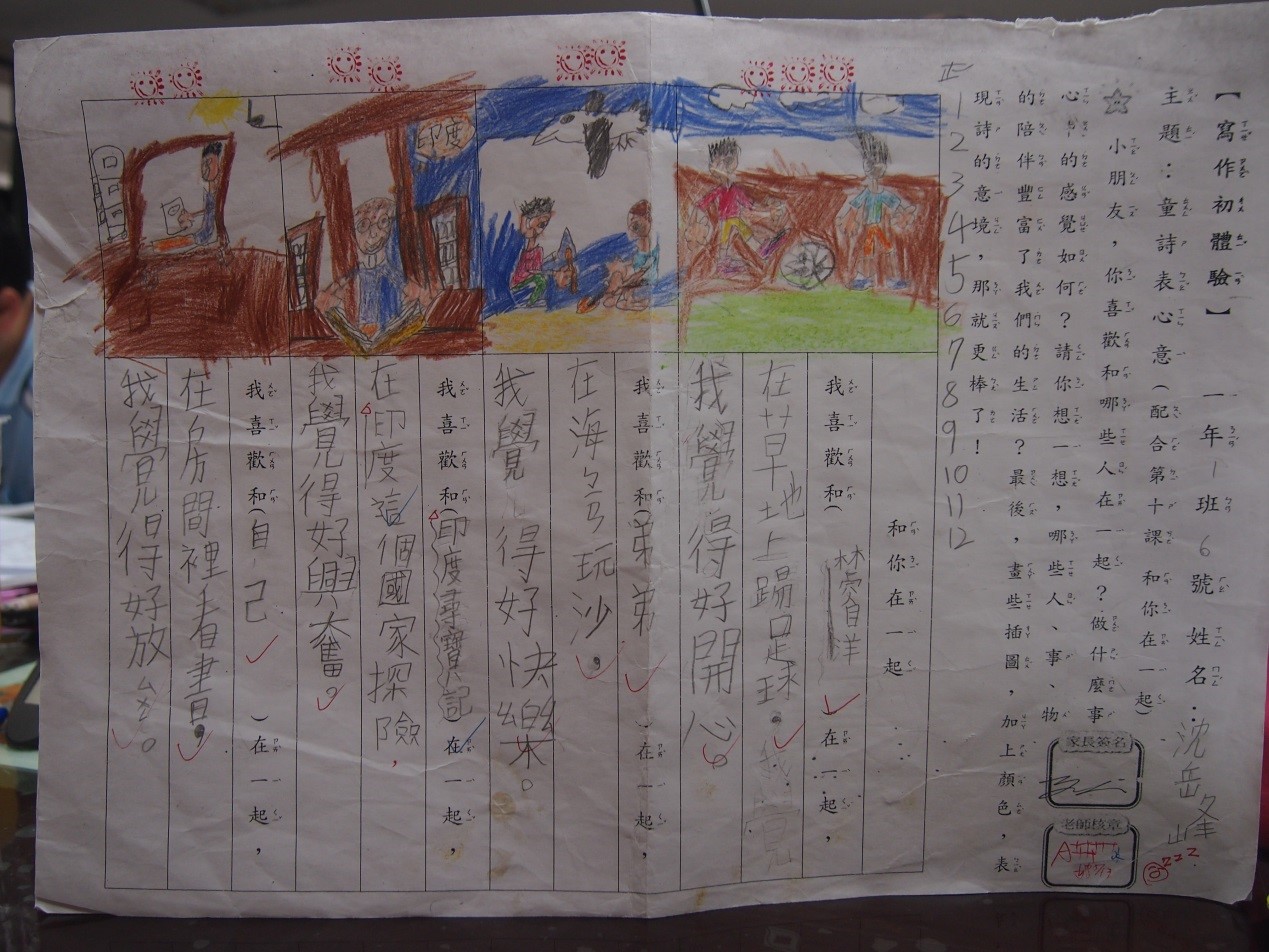 【寫作初體驗】 一年1班6號 姓名：沈岳峰
主題：童詩表心意(配合第十課 和你在一起)
☆小朋友，你喜歡和哪些人在一起？做什麼事
心中的感覺如何？請你想一想，哪些人、事、物
的陪伴豐富了我們的生活？最後，畫些插圖，加上顏色，表
現詩的意境，那就更棒了！
家長簽名
老師核章
正
1 2 3 4 5 6 7 8 9 10 11 12
印度
和你在一起
我喜歡和( )在一起，
在草地上踢足球。
我覺得好開心。
我喜歡和(弟弟)在一起，
在海ㄅㄢ玩沙。
我覺得好快樂。
我喜歡和(印度尋寶記)在一起，
在印度這個國家探險，
我覺得好興奮。
我喜歡和(自己)在一起，
在房間裡看書。
我覺得好放ㄙㄨㄥ。